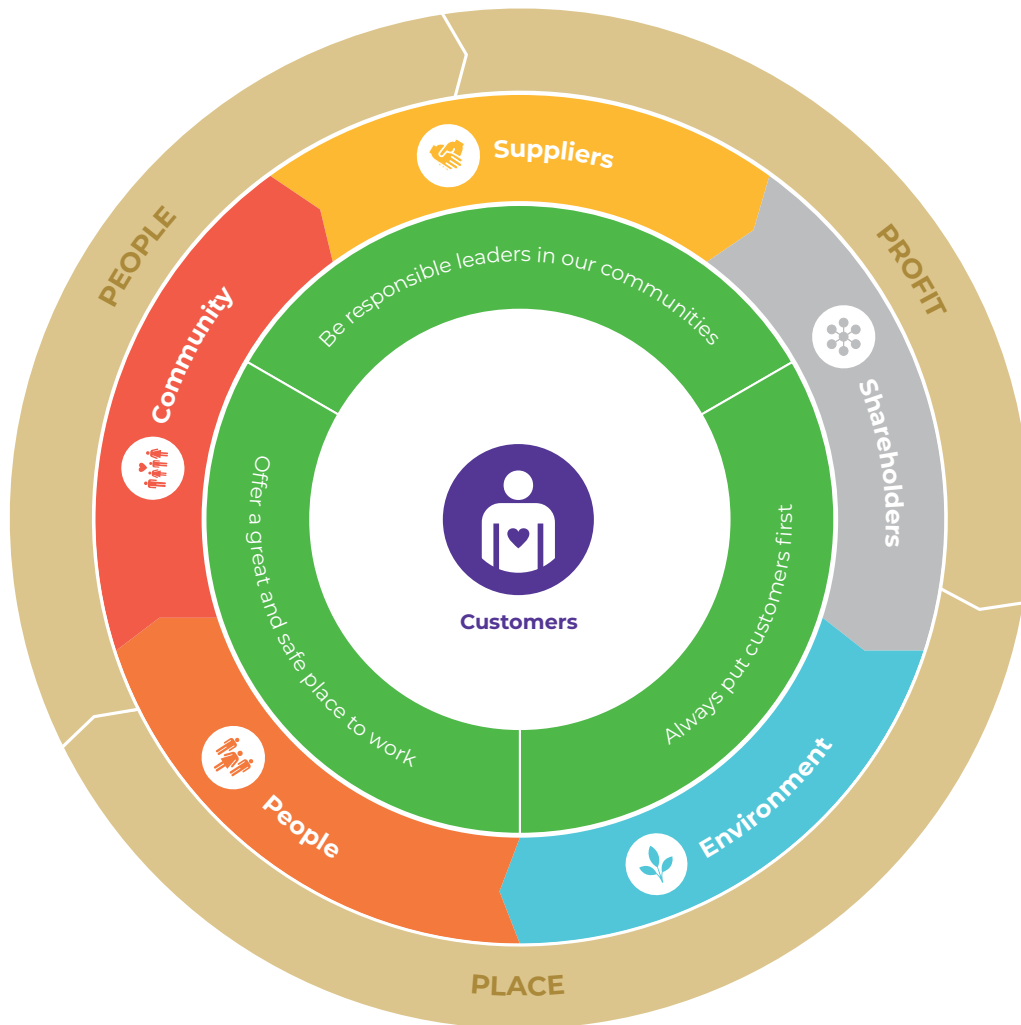 PEOPLE
PROFIT
PLACE
Suppliers
Shareholders
Environment
People
Community
Be responsible leaders in our communities
Always put customers first
Offer a great and safe place to work
Customers